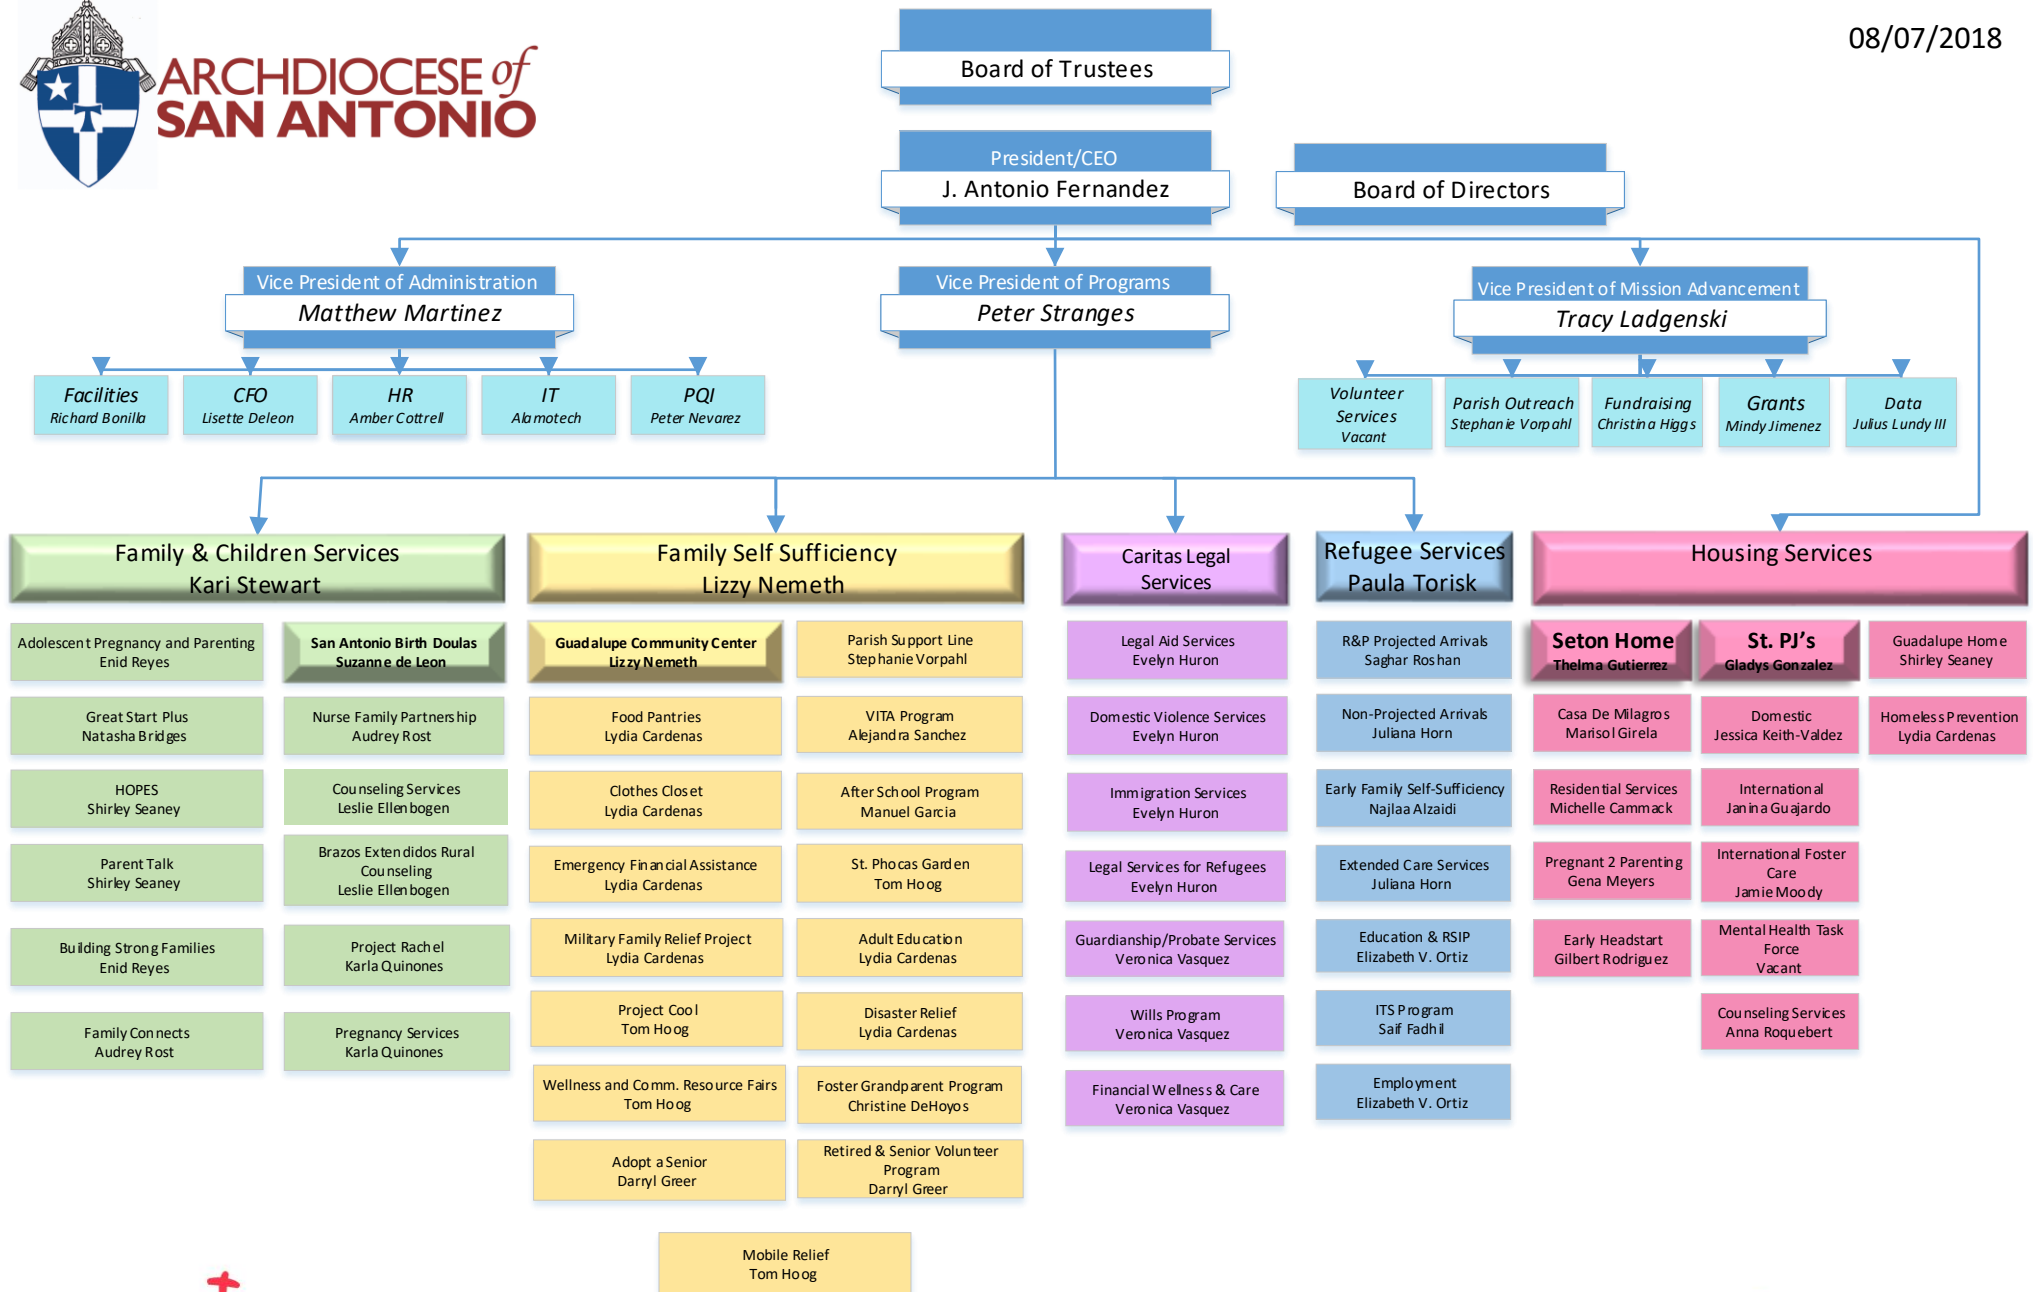 ARCHDIOCESE of
SAN ANTONIO
08/07/2018
Board of Trustees
President/CEO
J. Antonio Fernandez
Board of Directors
Vice President of Administration
Matthew Martinez
Vice President of Programs
Peter Stranges
Vice President of Mission Advancement
Tracy Ladgenski
Facilities
Richard Bonilla
CFO
Lisette Deleon
HR
Amber Cottrell
IT
Alamotech
PQI
Peter Nevarez
Volunteer
Services
Vacant
Parish Outreach
Stephanie Vorpahl
Fundraising
Christina Higgs
Grants
Mindy Jimenez
Data
Julius Lundy III
Family & Children Services
Kari Stewart
Family Self Sufficiency
Lizzy Nemeth
Caritas Legal
Services
Refugee Services
Paula Torisk
Housing Services
Adolescent Pregnancy and Parenting
Enid Reyes
Great Start Plus
Natasha Bridges
HOPES
Shirley Seaney
Parent Talk
Shirley Seaney
Building Strong Families
Enid Reyes
Family Connects
Audrey Rost
San Antonio Birth Doulas
Suzanne de Leon
Nurse Family Partnership
Audrey Rost
Counseling Services
Leslie Ellenbogen
Brazos Extendidos Rural
Counseling
Leslie Ellenbogen
Project Rachel
Karla Quinones
Pregnancy Services
Karla Quinones
Guadalupe Community Center
Lizzy Nemeth
Food Pantries
Lydia Cardenas
Clothes Closet
Lydia Cardenas
Emergency Financial Assistance
Lydia Cardenas
Military Family Relief Project
Lydia Cardenas
Project Cool
Tom Hoog
Wellness and Comm. Resource Fairs
Tom Hoog
Adopt a Senior
Darryl Greer
Parish Support Line
Stephanie Vorpahl
VITA Program
Alejandra Sanchez
After School Program
Manuel Garcia
St. Phocas Garden
Tom Hoog
Adult Education
Lydia Cardenas
Disaster Relief
Lydia Cardenas
Foster Grandparent Program
Christine DeHoyos
Retired & Senior Volunteer
Program
Darryl Greer
Mobile Relief
Tom Hoog
Legal Aid Services
Evelyn Huron
Domestic Violence Services
Evelyn Huron
Immigration Services
Evelyn Huron
Legal Services for Refugees
Evelyn Huron
Guardianship/Probate Services
Veronica Vasquez
Wills Program
Veronica Vasquez
Financial Wellness & Care
Veronica Vasquez
R&P Projected Arrivals
Saghar Roshan
Non-Projected Arrivals
Juliana Horn
Early Family Self-Sufficiency
Najlaa Alzaidi
Extended Care Services
Juliana Horn
Education & RSIP
Elizabeth V. Ortiz
ITS Program
Saif Fadhil
Employment
Elizabeth V. Ortiz
Seton Home
Thelma Gutierrez
Casa De Milagros
Marisol Girela
Residential Services
Michelle Cammack
Pregnant 2 Parenting
Gena Meyers
Early Headstart
Gilbert Rodriguez
St. PJ's
Gladys Gonzalez
Domestic
Jessica Keith-Valdez
International
Janina Guajardo
International Foster
Care
Jamie Moody
Mental Health Task
Force
Vacant
Counseling Services
Anna Roquebert
Guadalupe Home
Shirley Seaney
Homeless Prevention
Lydia Cardenas